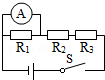 A
R₁ R₂ R₃
S